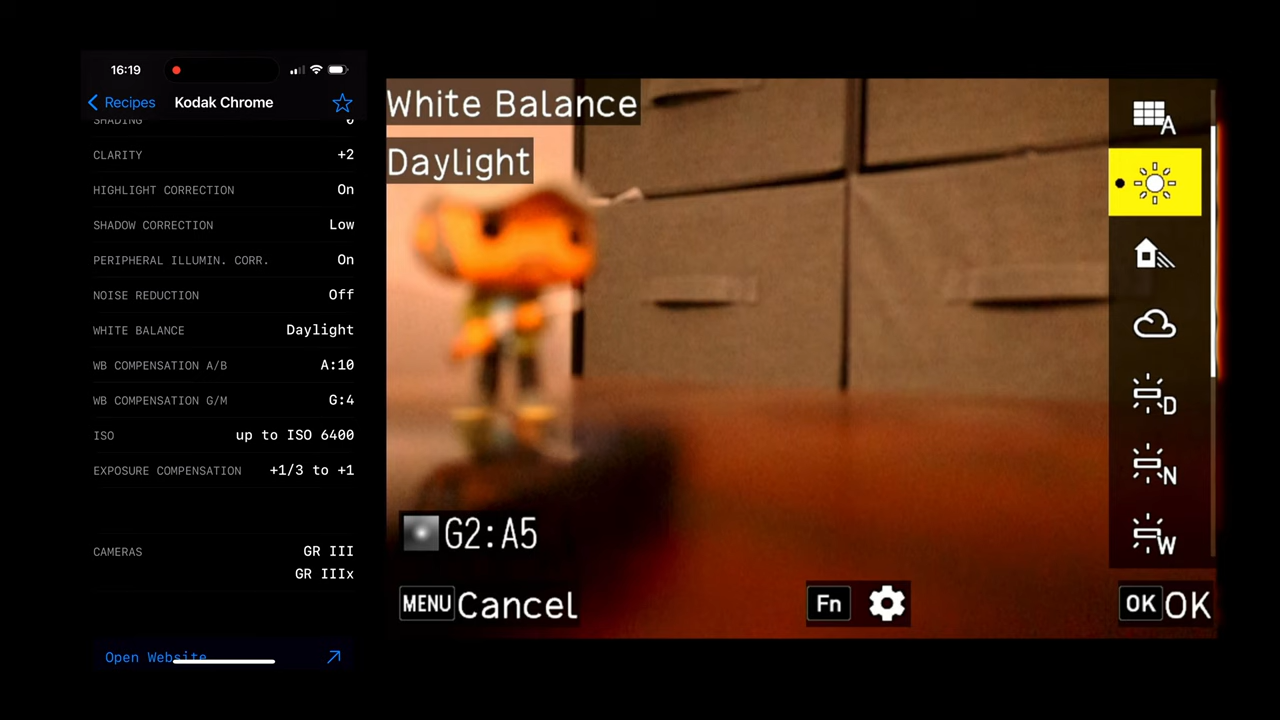 16:19
Recipes
Kodak Chrome
SHADING
CLARITY +2
HIGHLIGHT CORRECTION On
SHADOW CORRECTION Low
PERIPHERAL ILLUMIN. CORR. On
NOISE REDUCTION Off
WHITE BALANCE Daylight
WB COMPENSATION A/B A:10
WB COMPENSATION G/M G:4
ISO up to ISO 6400
EXPOSURE COMPENSATION +1/3 to +1
CAMERAS GR III
GR IIIx
Open Website
White Balance
Daylight
A
D
N
W
G2:A5
MENU Cancel
Fn
OK OK